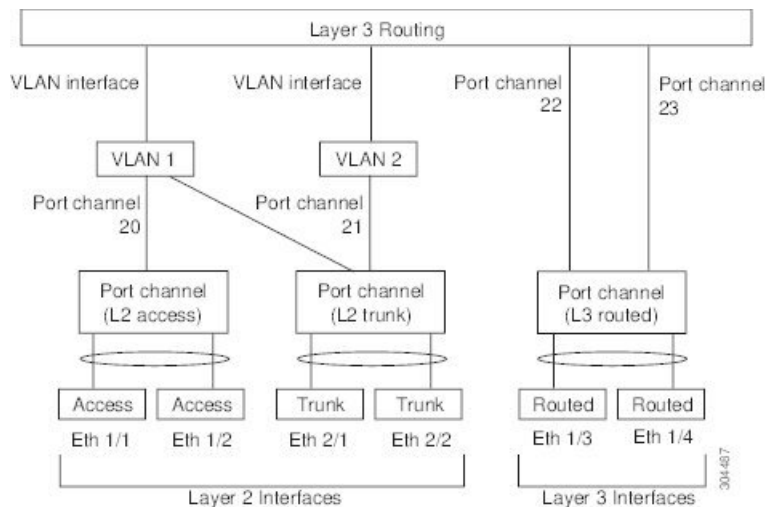 Layer 3 Routing
VLAN interface
VLAN interface
Port channel
22
Port channel
23
VLAN 1
VLAN 2
Port channel
20
Port channel
21
Port channel
(L2 access)
Port channel
(L2 trunk)
Port channel
(L3 routed)
Access
Access
Trunk
Trunk
Routed
Routed
Eth 1/1
Eth 1/2
Eth 2/1
Eth 2/2
Eth 1/3
Eth 1/4
Layer 2 Interfaces
Layer 3 Interfaces
304487